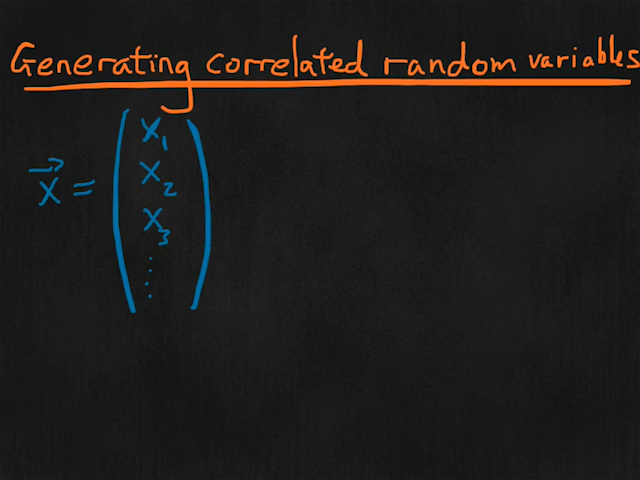 Generating correlated random variables
x⃗ = (x₁
x₂
x₃
⋮)